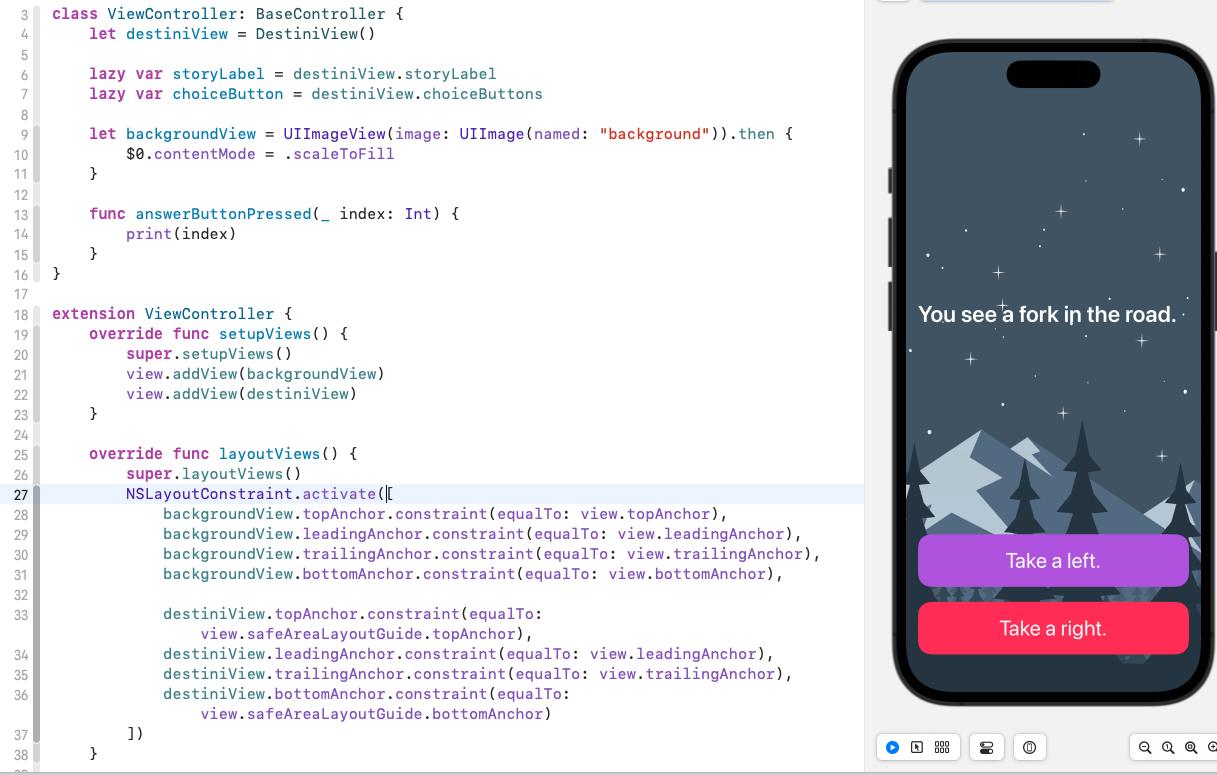 3 class ViewController: BaseController {
4 let destiniView = DestiniView()
5
6 lazy var storyLabel = destiniView.storyLabel
7 lazy var choiceButton = destiniView.choiceButtons
8
9 let backgroundView = UIImageView(image: UIImage(named: "background")).then {
10 $0.contentMode = .scaleToFill
11 }
12
13 func answerButtonPressed(_ index: Int) {
14 print(index)
15 }
16 }
17
18 extension ViewController {
19 override func setupViews() {
20 super.setupViews()
21 view.addView(backgroundView)
22 view.addView(destiniView)
23 }
24
25 override func layoutViews() {
26 super.layoutViews()
27 NSLayoutConstraint.activate([
28 backgroundView.topAnchor.constraint(equalTo: view.topAnchor),
29 backgroundView.leadingAnchor.constraint(equalTo: view.leadingAnchor),
30 backgroundView.trailingAnchor.constraint(equalTo: view.trailingAnchor),
31 backgroundView.bottomAnchor.constraint(equalTo: view.bottomAnchor),
32
33 destiniView.topAnchor.constraint(equalTo:
view.safeAreaLayoutGuide.topAnchor),
34 destiniView.leadingAnchor.constraint(equalTo: view.leadingAnchor),
35 destiniView.trailingAnchor.constraint(equalTo: view.trailingAnchor),
36 destiniView.bottomAnchor.constraint(equalTo:
view.safeAreaLayoutGuide.bottomAnchor)
37 ])
38 }
You see a fork in the road.
Take a left.
Take a right.